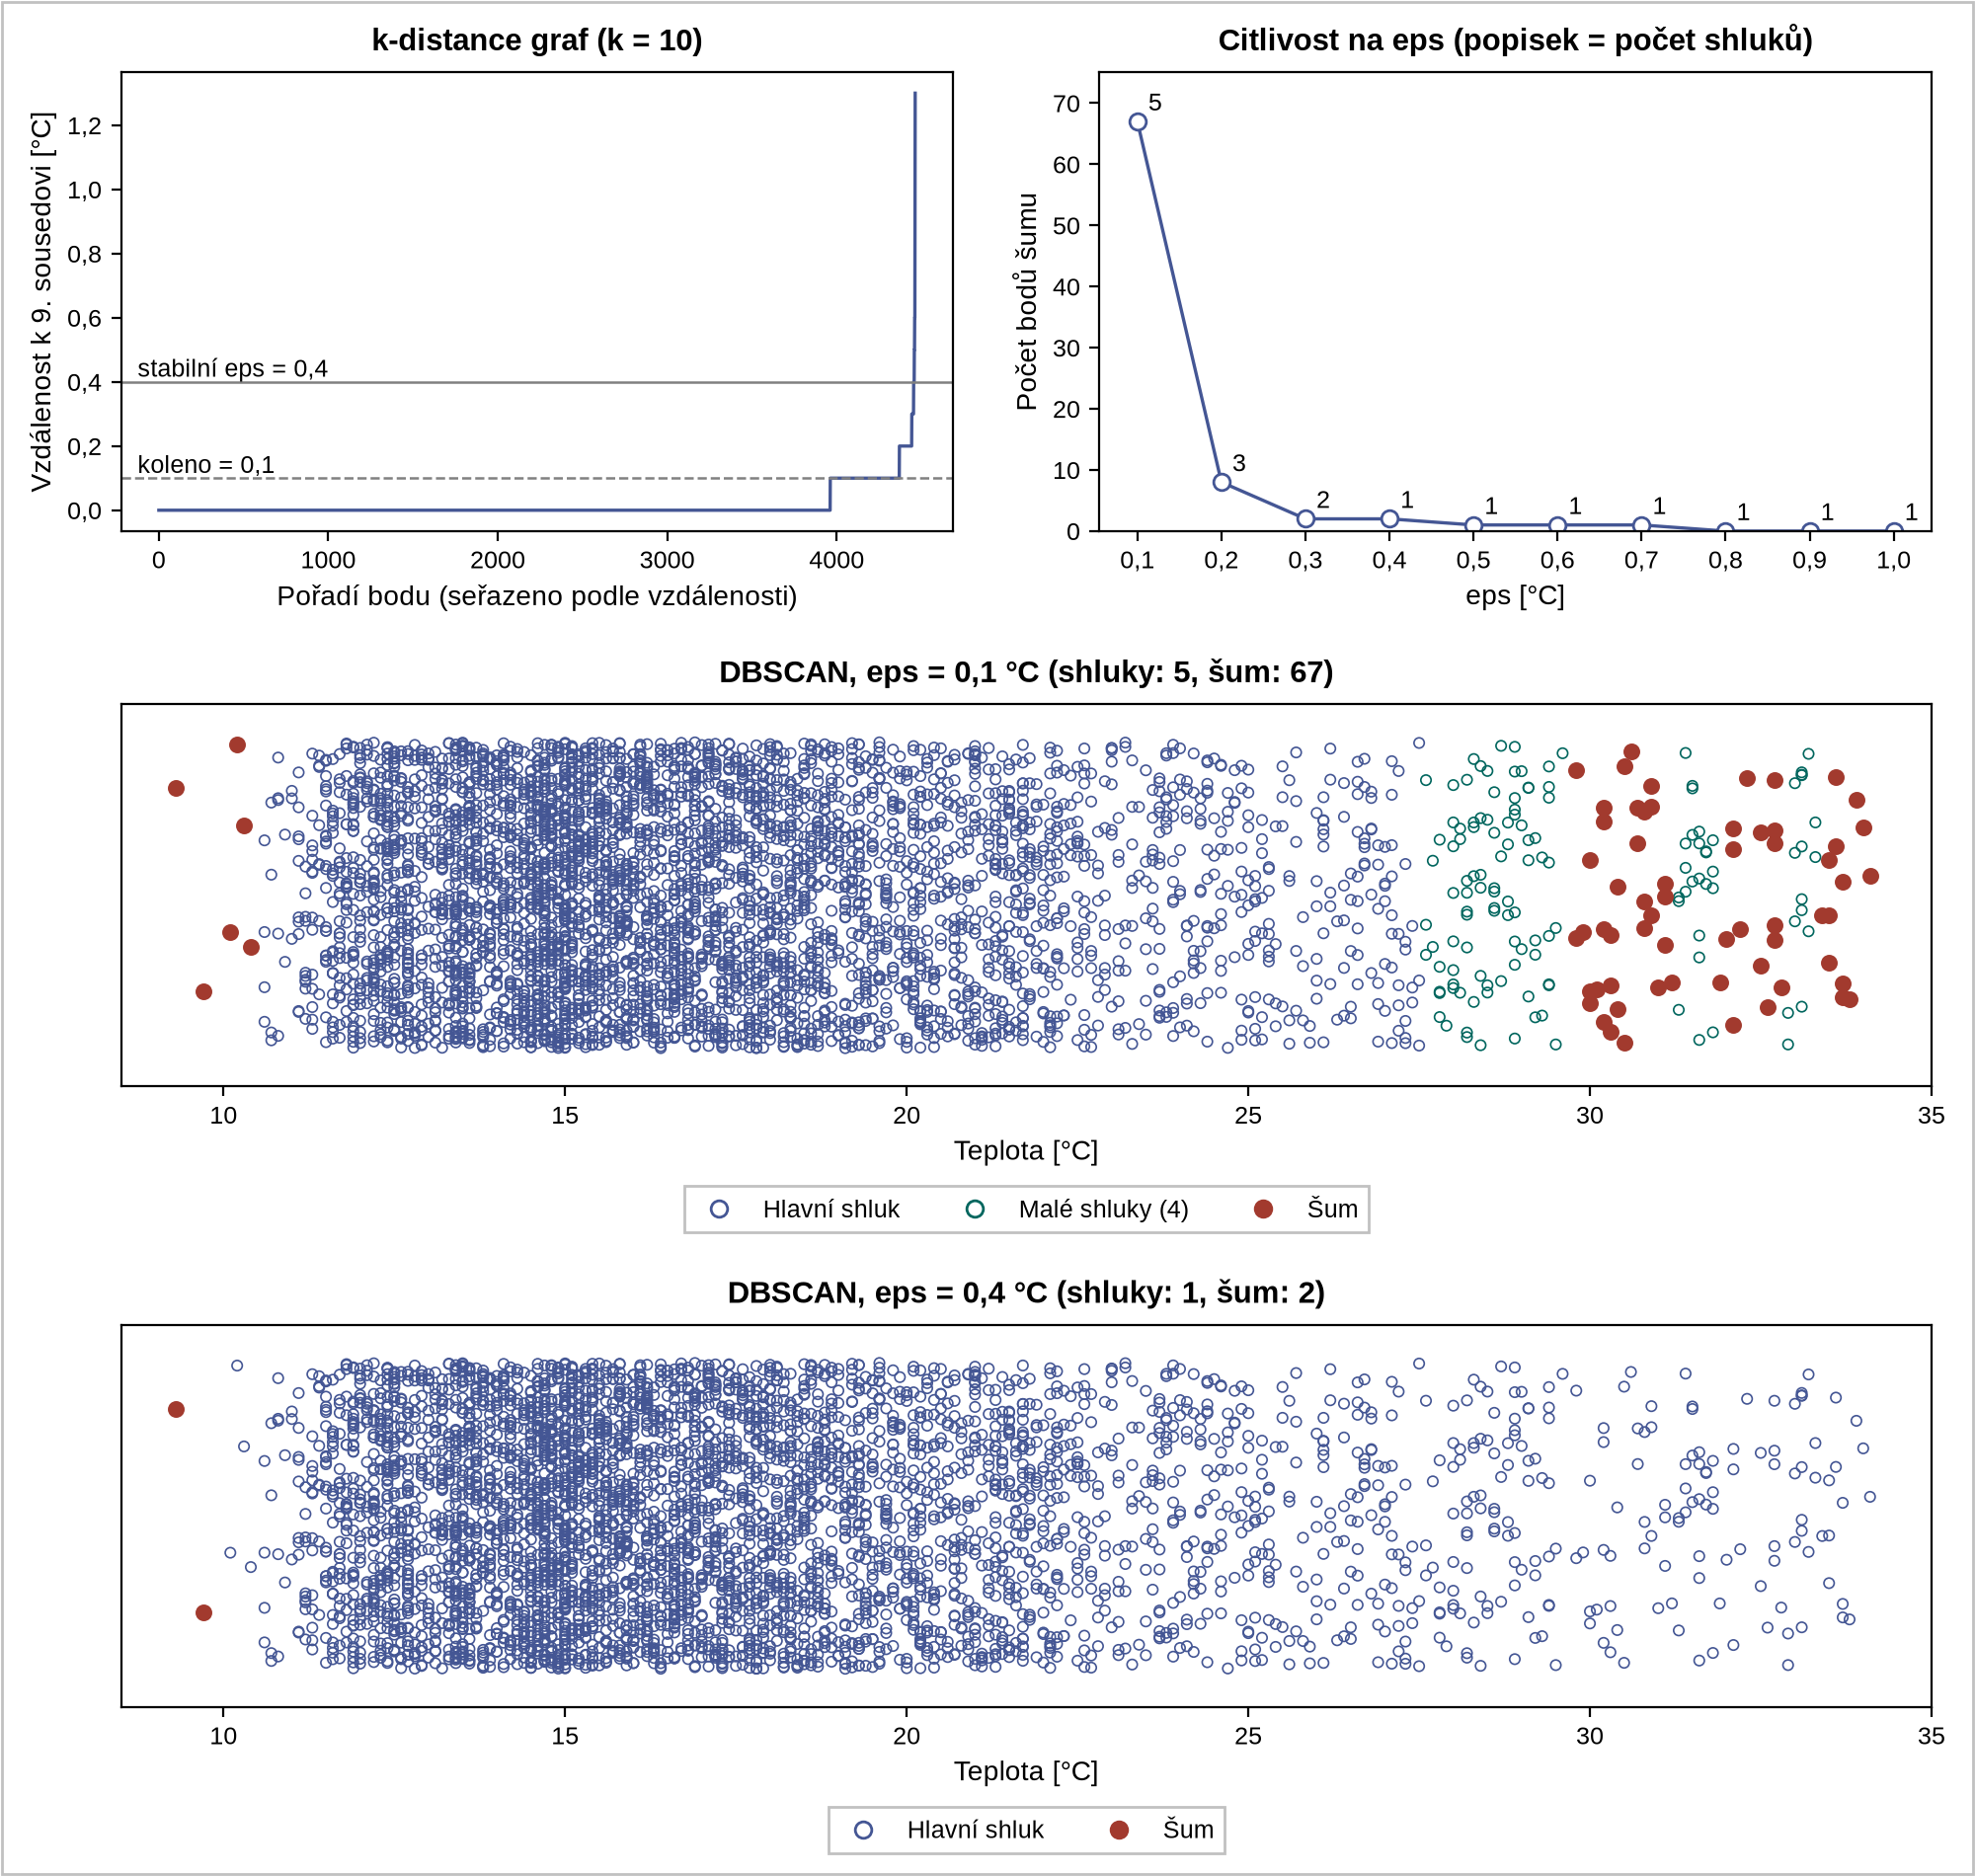 k-distance graf (k = 10)
Vzdálenost k 9. sousedovi [°C]
1,2
1,0
0,8
0,6
0,4
0,2
0,0
stabilní eps = 0,4
koleno = 0,1
0 1000 2000 3000 4000
Pořadí bodu (seřazeno podle vzdálenosti)
Citlivost na eps (popisek = počet shluků)
Počet bodů šumu
70
60
50
40
30
20
10
0
5
3
2
1
1
1
1
1
1
1
0,1 0,2 0,3 0,4 0,5 0,6 0,7 0,8 0,9 1,0
eps [°C]
DBSCAN, eps = 0,1 °C (shluky: 5, šum: 67)
10 15 20 25 30 35
Teplota [°C]
Hlavní shluk Malé shluky (4) Šum
DBSCAN, eps = 0,4 °C (shluky: 1, šum: 2)
10 15 20 25 30 35
Teplota [°C]
Hlavní shluk Šum